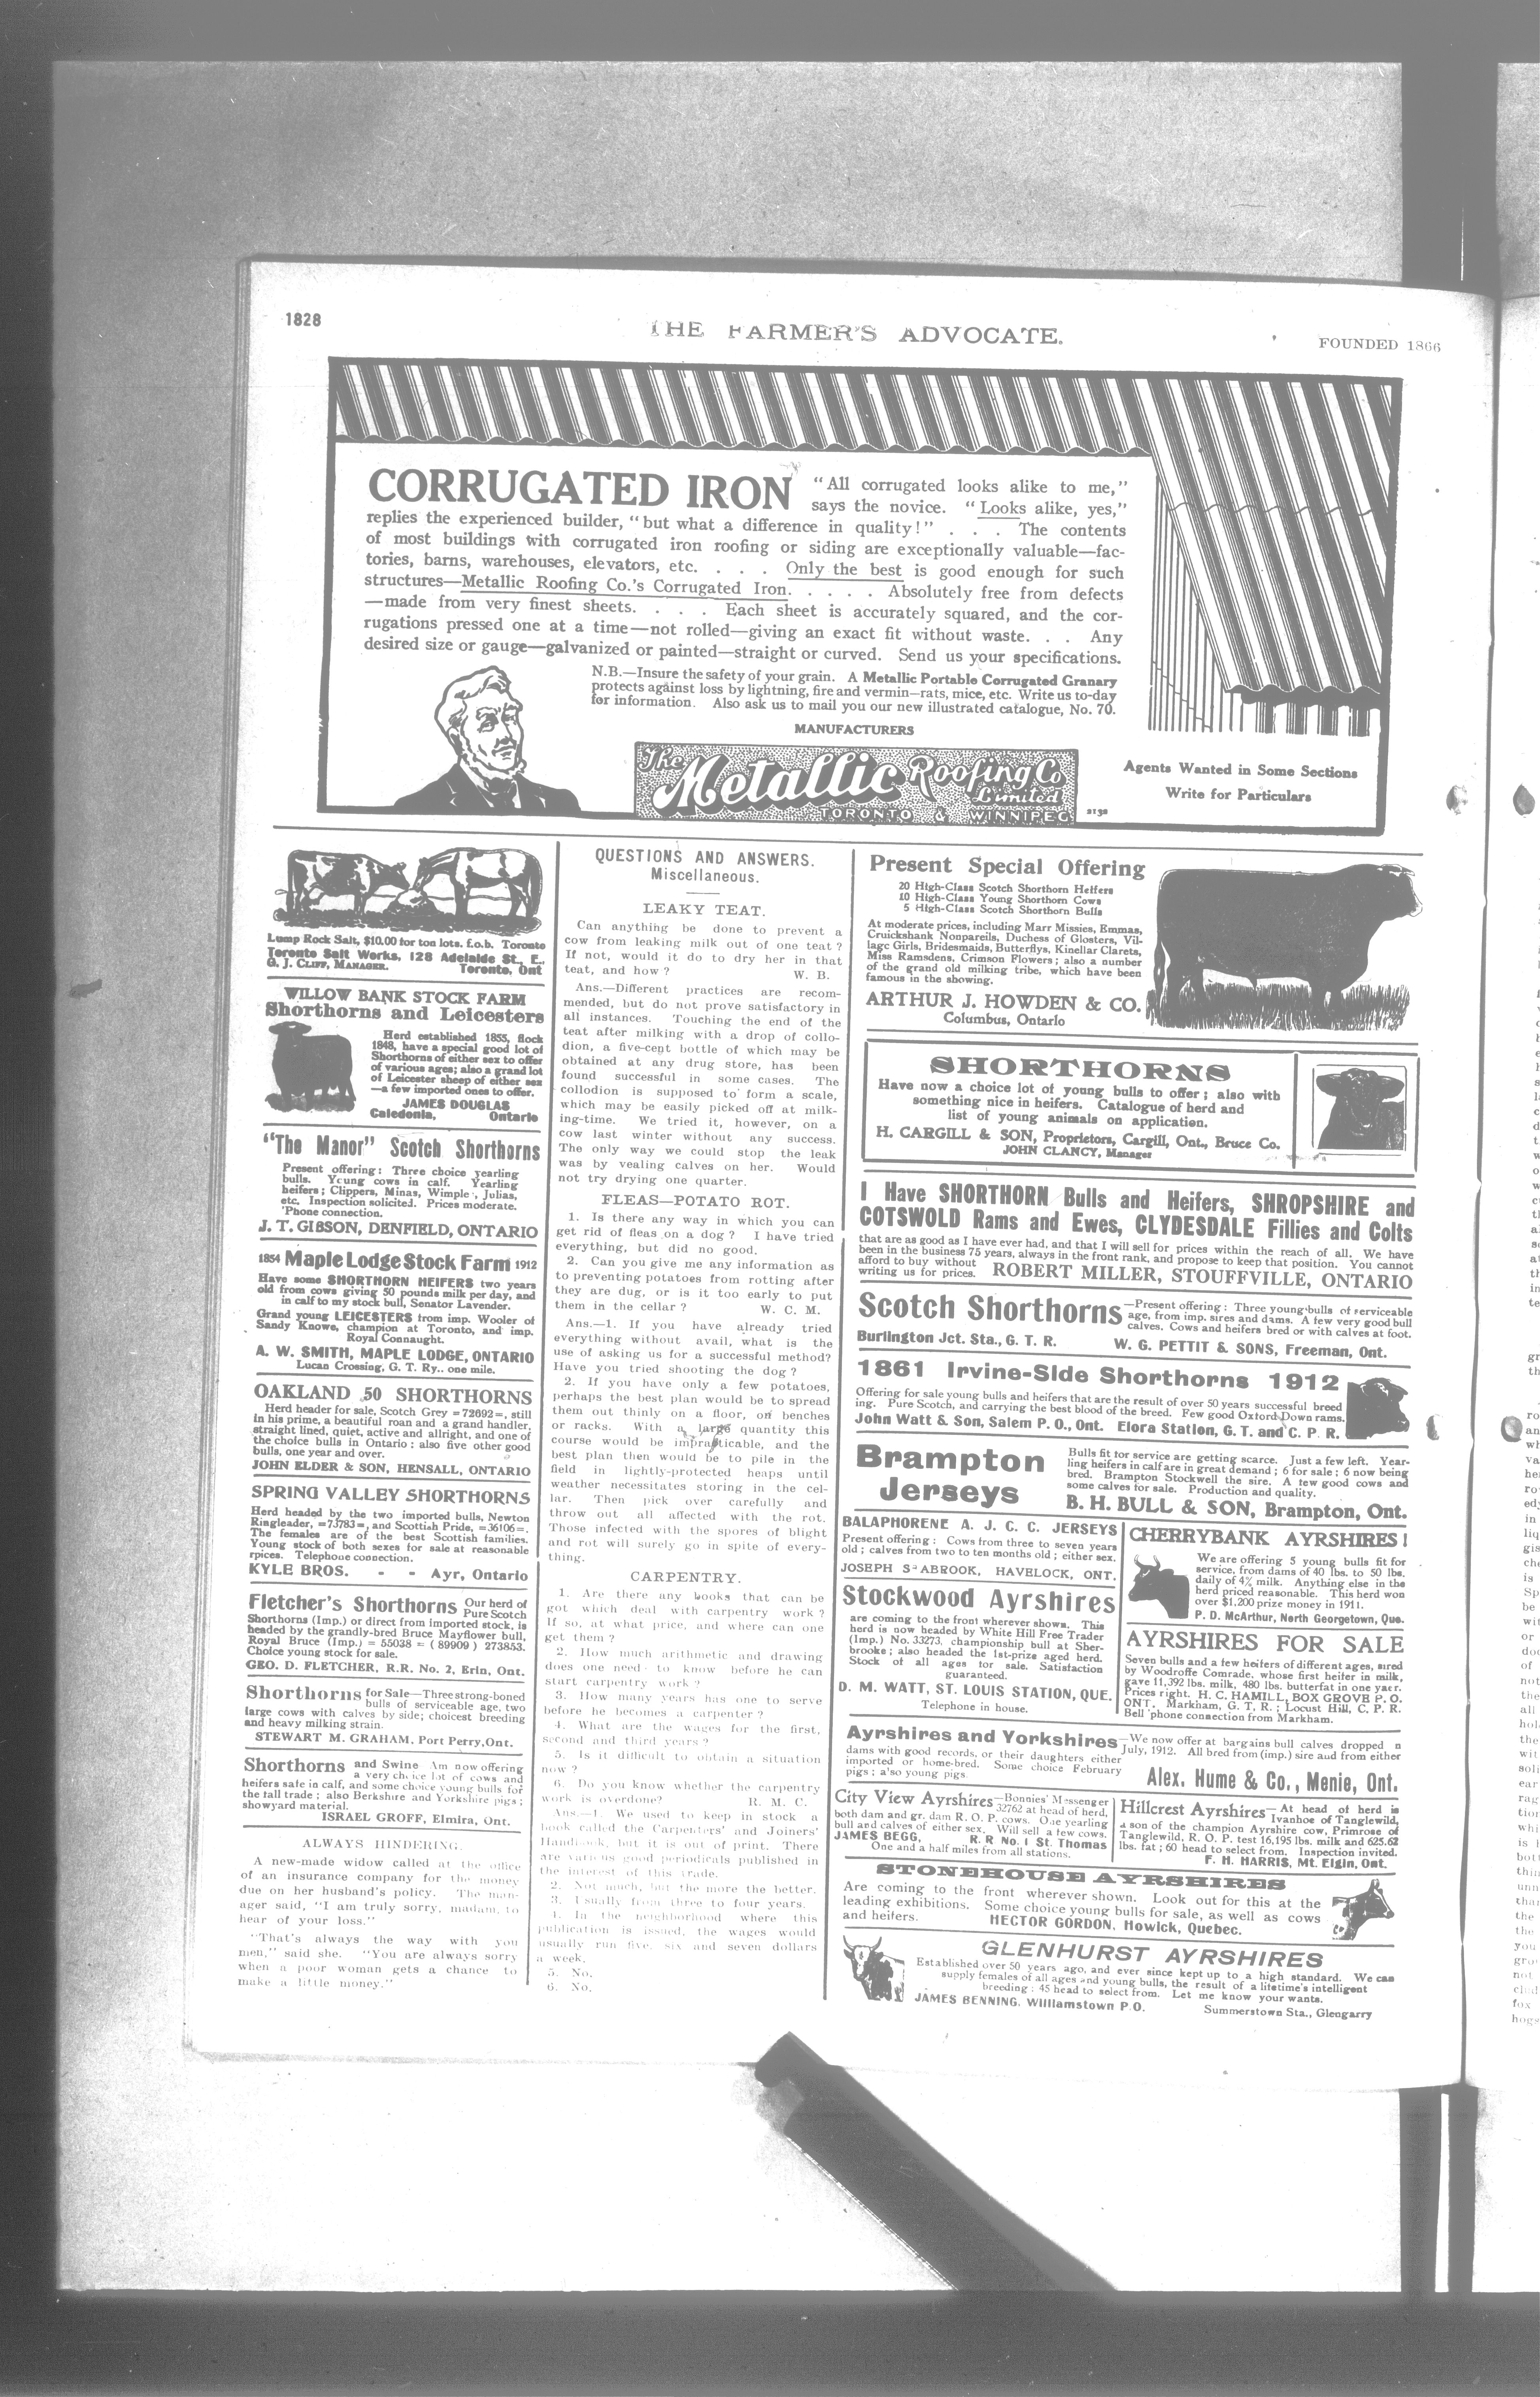 1828
THE FARMER'S ADVOCATE.
FOUNDED 1866
CORRUGATED IRON "All corrugated looks alike to me,"
says the novice. "Looks alike, yes,"
replies the experienced builder, "but what a difference in quality!" . . . The contents
of most buildings with corrugated iron roofing or siding are exceptionally valuable—fac-
tories, barns, warehouses, elevators, etc. . . . . Only the best is good enough for such
structures—Metallic Roofing Co.'s Corrugated Iron. . . . . Absolutely free from defects
—made from very finest sheets. . . . Each sheet is accurately squared, and the cor-
rugations pressed one at a time—not rolled—giving an exact fit without waste. . . Any
desired size or gauge—galvanized or painted—straight or curved. Send us your specifications.
N.B.—Insure the safety of your grain. A Metallic Portable Corrugated Granary
protects against loss by lightning, fire and vermin—rats, mice, etc. Write us to-day
for information. Also ask us to mail you our new illustrated catalogue, No. 70.
MANUFACTURERS
The Metallic Roofing Co
Limited
TORONTO & WINNIPEG
Agents Wanted in Some Sections
Write for Particulars
Lump Rock Salt, $10.00 for ton lots. f.o.b. Toronto
Toronto Salt Works, 128 Adelaide St., E.,
G. J. CLIFF, MANAGER. Toronto, Ont
WILLOW BANK STOCK FARM
Shorthorns and Leicesters
Herd established 1855, flock
1848, have a special good lot of
Shorthorns of either sex to offer
of various ages; also a grand lot
of Leicester sheep of either sex
—a few imported ones to offer.
JAMES DOUGLAS
Caledonia, Ontario
"The Manor" Scotch Shorthorns
Present offering: Three choice yearling
bulls. Young cows in calf. Yearling
heifers; Clippers, Minas, Wimple , Julias,
etc. Inspection solicited. Prices moderate.
'Phone connection.
J. T. GIBSON, DENFIELD, ONTARIO
1854 Maple Lodge Stock Farm 1912
Have some SHORTHORN HEIFERS two years
old from cows giving 50 pounds milk per day, and
in calf to my stock bull, Senator Lavender.
Grand young LEICESTERS from imp. Wooler of
Sandy Knowe, champion at Toronto, and imp.
Royal Connaught.
A. W. SMITH, MAPLE LODGE, ONTARIO
Lucan Crossing, G. T. Ry.. one mile.
OAKLAND 50 SHORTHORNS
Herd header for sale, Scotch Grey =72692=, still
in his prime, a beautiful roan and a grand handler,
straight lined, quiet, active and allright, and one of
the choice bulls in Ontario: also five other good
bulls, one year and over.
JOHN ELDER & SON, HENSALL, ONTARIO
SPRING VALLEY SHORTHORNS
Herd headed by the two imported bulls, Newton
Ringleader, =73783=, and Scottish Pride, =36106=.
The females are of the best Scottish families.
Young stock of both sexes for sale at reasonable
rpices. Telephoue connection.
KYLE BROS. - - Ayr, Ontario
Fletcher's Shorthorns Our herd of
Pure Scotch
Shorthorns (Imp.) or direct from imported stock, is
headed by the grandly-bred Bruce Mayflower bull,
Royal Bruce (Imp.) = 55038 = (89909) 273853.
Choice young stock for sale.
GEO. D. FLETCHER, R.R. No. 2, Erin, Ont.
Shorthorns for Sale—Three strong-boned
bulls of serviceable age, two
large cows with calves by side; choicest breeding
and heavy milking strain.
STEWART M. GRAHAM, Port Perry, Ont.
Shorthorns and Swine Am now offering
a very choice lot of cows and
heifers safe in calf, and some choice young bulls for
the fall trade; also Berkshire and Yorkshire pigs;
showyard material.
ISRAEL GROFF, Elmira, Ont.
ALWAYS HINDERING.
A new-made widow called at the office
of an insurance company for the money
due on her husband's policy. The man-
ager said, "I am truly sorry, madam, to
hear of your loss."
"That's always the way with you
men," said she. "You are always sorry
when a poor woman gets a chance to
make a little money."
QUESTIONS AND ANSWERS.
Miscellaneous.
LEAKY TEAT.
Can anything be done to prevent a
cow from leaking milk out of one teat?
If not, would it do to dry her in that
teat, and how? W. B.
Ans.—Different practices are recom-
mended, but do not prove satisfactory in
all instances. Touching the end of the
teat after milking with a drop of collo-
dion, a five-cent bottle of which may be
obtained at any drug store, has been
found successful in some cases. The
collodion is supposed to form a scale,
which may be easily picked off at milk-
ing-time. We tried it, however, on a
cow last winter without any success.
The only way we could stop the leak
was by vealing calves on her. Would
not try drying one quarter.
FLEAS—POTATO ROT.
1. Is there any way in which you can
get rid of fleas on a dog? I have tried
everything, but did no good.
2. Can you give me any information as
to preventing potatoes from rotting after
they are dug, or is it too early to put
them in the cellar? W. C. M.
Ans.—1. If you have already tried
everything without avail, what is the
use of asking us for a successful method?
Have you tried shooting the dog?
2. If you have only a few potatoes,
perhaps the best plan would be to spread
them out thinly on a floor, on benches
or racks. With a large quantity this
course would be impracticable, and the
best plan then would be to pile in the
field in lightly-protected heaps until
weather necessitates storing in the cel-
lar. Then pick over carefully and
throw out all affected with the rot.
Those infected with the spores of blight
and rot will surely go in spite of every-
thing.
CARPENTRY.
1. Are there any books that can be
got which deal with carpentry work?
If so, at what price, and where can one
get them?
2. How much arithmetic and drawing
does one need to know before he can
start carpentry work?
3. How many years has one to serve
before he becomes a carpenter?
4. What are the wages for the first,
second and third years?
5. Is it difficult to obtain a situation
now?
6. Do you know whether the carpentry
work is overdone? R. M. C.
Ans.—1. We used to keep in stock a
book called the Carpenters' and Joiners'
Handbook, but it is out of print. There
are various good periodicals published in
the interest of this trade.
2. Not much, but the more the better.
3. Usually from three to four years.
4. In the neighborhood where this
publication is issued, the wages would
usually run five, six and seven dollars
a week.
5. No.
6. No.
Present Special Offering
20 High-Class Scotch Shorthorn Heifers
10 High-Class Young Shorthorn Cows
5 High-Class Scotch Shorthorn Bulls
At moderate prices, including Marr Missies, Emmas,
Cruickshank Nonpareils, Duchess of Glosters, Vil-
lage Girls, Bridesmaids, Butterflys, Kinellar Clarets,
Miss Ramsdens, Crimson Flowers; also a number
of the grand old milking tribe, which have been
famous in the showing.
ARTHUR J. HOWDEN & CO.
Columbus, Ontario
SHORTHORNS
Have now a choice lot of young bulls to offer; also with
something nice in heifers. Catalogue of herd and
list of young animals on application.
H. CARGILL & SON, Proprietors, Cargill, Ont., Bruce Co.
JOHN CLANCY, Manager
I Have SHORTHORN Bulls and Heifers, SHROPSHIRE and
COTSWOLD Rams and Ewes, CLYDESDALE Fillies and Colts
that are as good as I have ever had, and that I will sell for prices within the reach of all. We have
been in the business 75 years, always in the front rank, and propose to keep that position. You cannot
afford to buy without
writing us for prices. ROBERT MILLER, STOUFFVILLE, ONTARIO
Scotch Shorthorns—Present offering: Three young bulls of serviceable
age, from imp. sires and dams. A few very good bull
calves. Cows and heifers bred or with calves at foot.
Burlington Jct. Sta., G. T. R. W. G. PETTIT & SONS, Freeman, Ont.
1861 Irvine-Side Shorthorns 1912
Offering for sale young bulls and heifers that are the result of over 50 years successful breed
ing. Pure Scotch, and carrying the best blood of the breed. Few good Oxford Down rams.
John Watt & Son, Salem P. O., Ont. Elora Station, G. T. and C. P. R.
Brampton
Jerseys
Bulls fit for service are getting scarce. Just a few left. Year-
ling heifers in calf are in great demand; 6 for sale; 6 now being
bred. Brampton Stockwell the sire. A few good cows and
some calves for sale. Production and quality.
B. H. BULL & SON, Brampton, Ont.
BALAPHORENE A. J. C. C. JERSEYS
Present offering: Cows from three to seven years
old; calves from two to ten months old; either sex.
JOSEPH SEABROOK, HAVELOCK, ONT.
Stockwood Ayrshires
are coming to the front wherever shown. This
herd is now headed by White Hill Free Trader
(Imp.) No. 33273, championship bull at Sher-
brooke; also headed the 1st-prize aged herd.
Stock of all ages for sale. Satisfaction
guaranteed.
D. M. WATT, ST. LOUIS STATION, QUE.
Telephone in house.
CHERRYBANK AYRSHIRES!
We are offering 5 young bulls fit for
service, from dams of 40 lbs. to 50 lbs.
daily of 4% milk. Anything else in the
herd priced reasonable. This herd won
over $1,200 prize money in 1911.
P. D. McArthur, North Georgetown, Que.
AYRSHIRES FOR SALE
Seven bulls and a few heifers of different ages, sired
by Woodroffe Comrade, whose first heifer in milk,
gave 11,392 lbs. milk, 480 lbs. butterfat in one yaer.
Prices right. H. C. HAMILL, BOX GROVE P. O.
ONT. Markham, G. T. R.; Locust Hill, C. P. R.
Bell 'phone connection from Markham.
Ayrshires and Yorkshires—We now offer at bargains bull calves dropped n
July, 1912. All bred from (imp.) sire and from either
dams with good records, or their daughters either
imported or home-bred. Some choice February
pigs; also young pigs.
Alex. Hume & Co., Menie, Ont.
City View Ayrshires—Bonnies' Messenger
32762 at head of herd,
both dam and gr. dam R. O. P. cows. One yearling
bull and calves of either sex. Will sell a few cows.
JAMES BEGG, R. R No. 1 St. Thomas
One and a half miles from all stations.
Hillcrest Ayrshires—At head of herd is
Ivanhoe of Tanglewild,
a son of the champion Ayrshire cow, Primrose of
Tanglewild, R. O. P. test 16,195 lbs. milk and 625.62
lbs. fat; 60 head to select from. Inspection invited.
F. H. HARRIS, Mt. Elgin, Ont.
STONEHOUSE AYRSHIRES
Are coming to the front wherever shown. Look out for this at the
leading exhibitions. Some choice young bulls for sale, as well as cows
and heifers. HECTOR GORDON, Howick, Quebec.
GLENHURST AYRSHIRES
Established over 50 years ago, and ever since kept up to a high standard. We can
supply females of all ages and young bulls, the result of a lifetime's intelligent
breeding; 45 head to select from. Let me know your wants.
JAMES BENNING, Williamstown P.O. Summerstown Sta., Glengarry